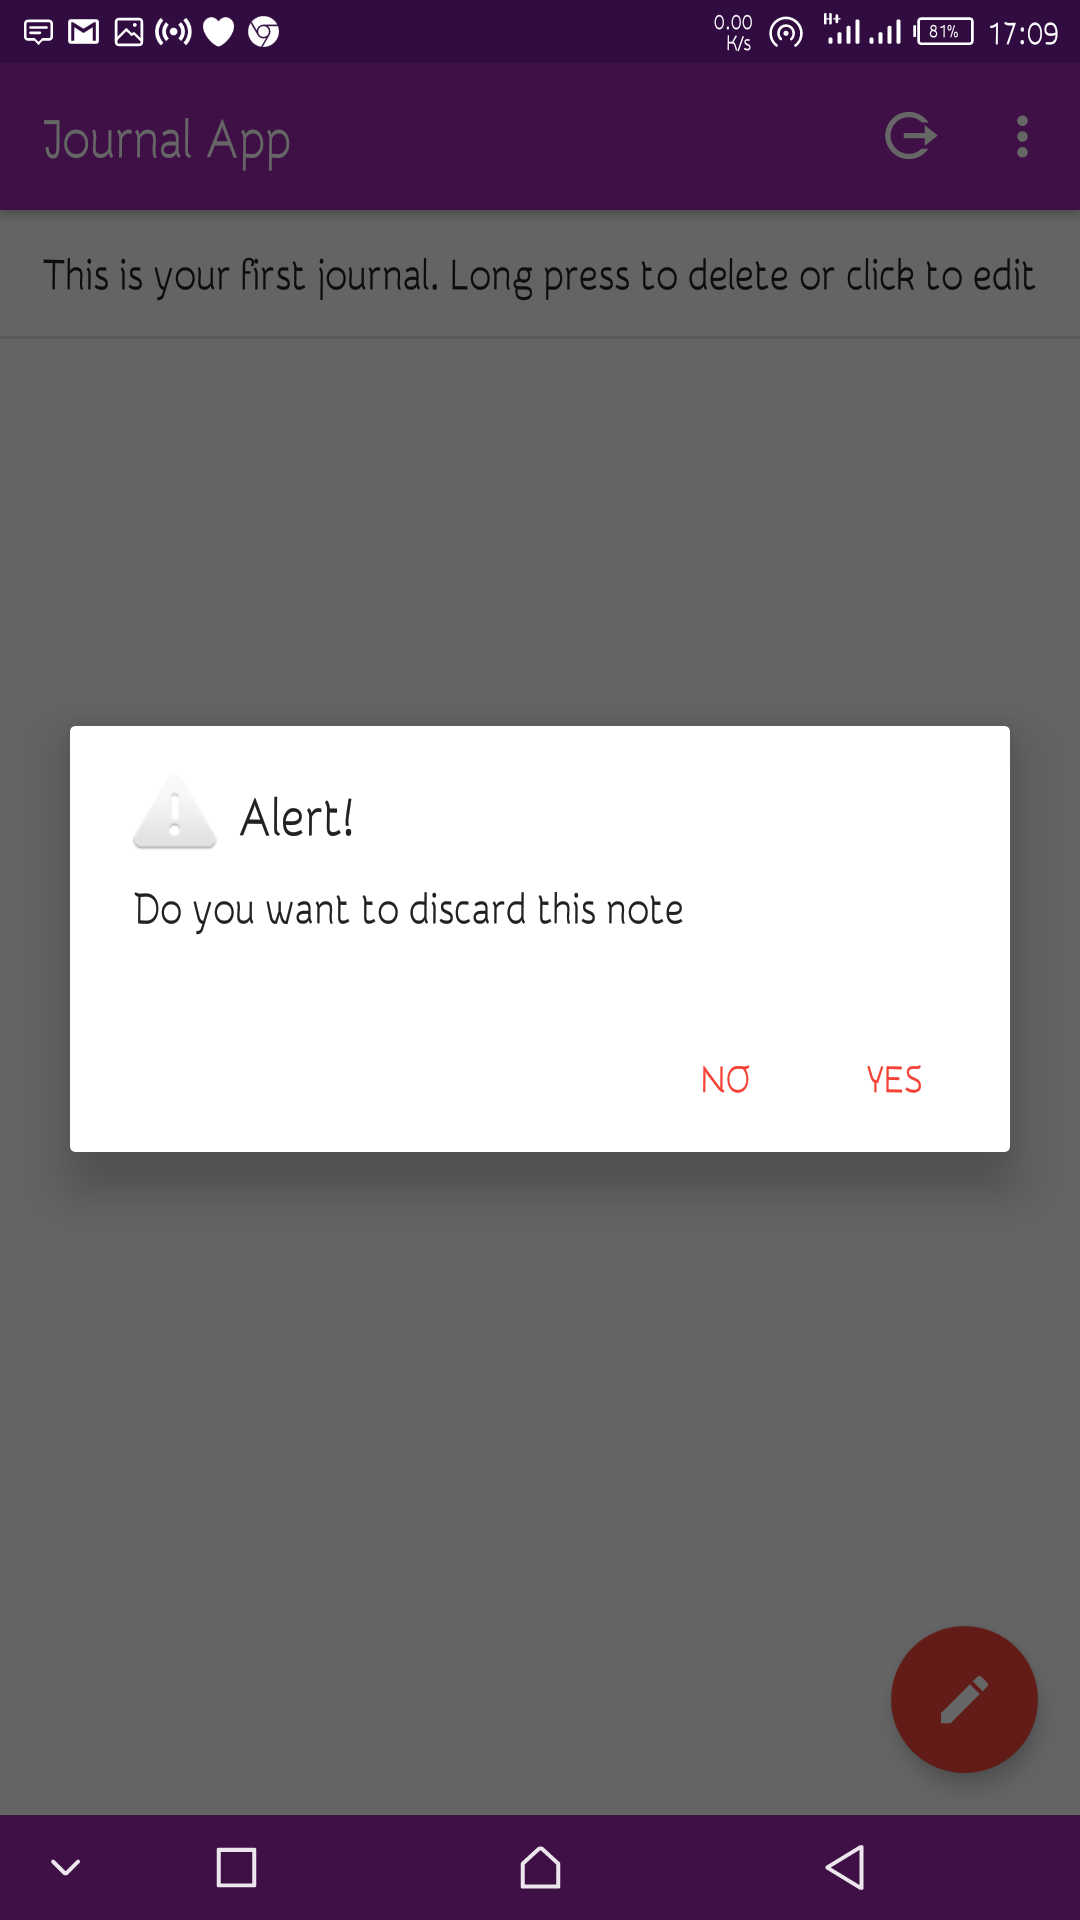 0.00
K/s
H+
81%
17:09
Journal App
This is your first journal. Long press to delete or click to edit
Alert!
Do you want to discard this note
NO
YES